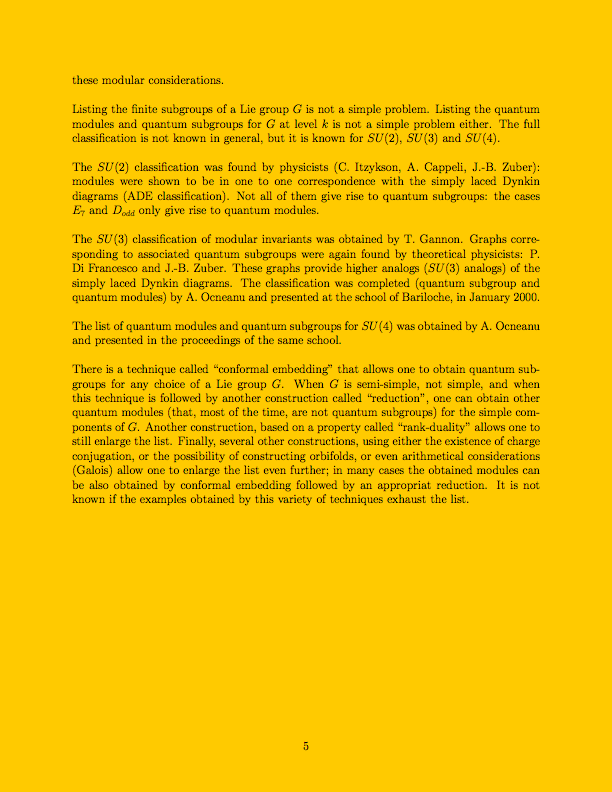 these modular considerations.
Listing the finite subgroups of a Lie group G is not a simple problem. Listing the quantum
modules and quantum subgroups for G at level k is not a simple problem either. The full
classification is not known in general, but it is known for SU(2), SU(3) and SU(4).
The SU(2) classification was found by physicists (C. Itzykson, A. Cappeli, J.-B. Zuber):
modules were shown to be in one to one correspondence with the simply laced Dynkin
diagrams (ADE classification). Not all of them give rise to quantum subgroups: the cases
E₇ and D_odd only give rise to quantum modules.
The SU(3) classification of modular invariants was obtained by T. Gannon. Graphs corre-
sponding to associated quantum subgroups were again found by theoretical physicists: P.
Di Francesco and J.-B. Zuber. These graphs provide higher analogs (SU(3) analogs) of the
simply laced Dynkin diagrams. The classification was completed (quantum subgroup and
quantum modules) by A. Ocneanu and presented at the school of Bariloche, in January 2000.
The list of quantum modules and quantum subgroups for SU(4) was obtained by A. Ocneanu
and presented in the proceedings of the same school.
There is a technique called “conformal embedding” that allows one to obtain quantum sub-
groups for any choice of a Lie group G. When G is semi-simple, not simple, and when
this technique is followed by another construction called “reduction”, one can obtain other
quantum modules (that, most of the time, are not quantum subgroups) for the simple com-
ponents of G. Another construction, based on a property called “rank-duality” allows one to
still enlarge the list. Finally, several other constructions, using either the existence of charge
conjugation, or the possibility of constructing orbifolds, or even arithmetical considerations
(Galois) allow one to enlarge the list even further; in many cases the obtained modules can
be also obtained by conformal embedding followed by an appropriat reduction. It is not
known if the examples obtained by this variety of techniques exhaust the list.
5